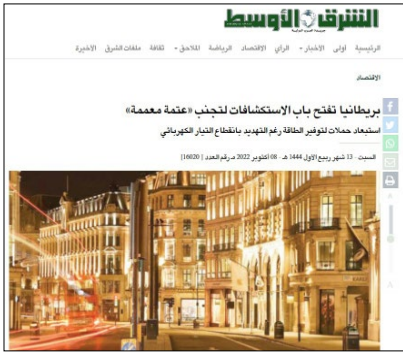 الشرق الأوسط
الرئيسية أولى الأخبار الرأي الاقتصاد الرياضة الملاحق ثقافة ملفات الشرق الأخيرة
الاقتصاد
بريطانيا تفتح باب الاستكشافات لتجنب «عتمة معممة»
استبعاد حملات لتوفير الطاقة رغم التهديد بانقطاع التيار الكهربائي
السبت - 13 شهر ربيع الأول 1444 هـ - 08 أكتوبر 2022 مـ رقم العدد [16020]